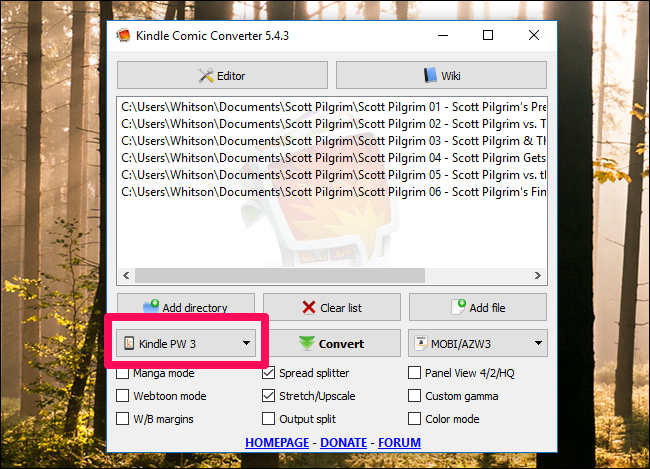 Kindle Comic Converter 5.4.3
Editor
Wiki
C:\Users\Whitson\Documents\Scott Pilgrim\Scott Pilgrim 01 - Scott Pilgrim's Pre
C:\Users\Whitson\Documents\Scott Pilgrim\Scott Pilgrim 02 - Scott Pilgrim vs. T
C:\Users\Whitson\Documents\Scott Pilgrim\Scott Pilgrim 03 - Scott Pilgrim & Th
C:\Users\Whitson\Documents\Scott Pilgrim\Scott Pilgrim 04 - Scott Pilgrim Gets
C:\Users\Whitson\Documents\Scott Pilgrim\Scott Pilgrim 05 - Scott Pilgrim vs. th
C:\Users\Whitson\Documents\Scott Pilgrim\Scott Pilgrim 06 - Scott Pilgrim's Fin
Add directory
Clear list
Add file
Kindle PW 3
Convert
MOBI/AZW3
Manga mode
Spread splitter
Panel View 4/2/HQ
Webtoon mode
Stretch/Upscale
Custom gamma
W/B margins
Output split
Color mode
HOMEPAGE - DONATE - FORUM